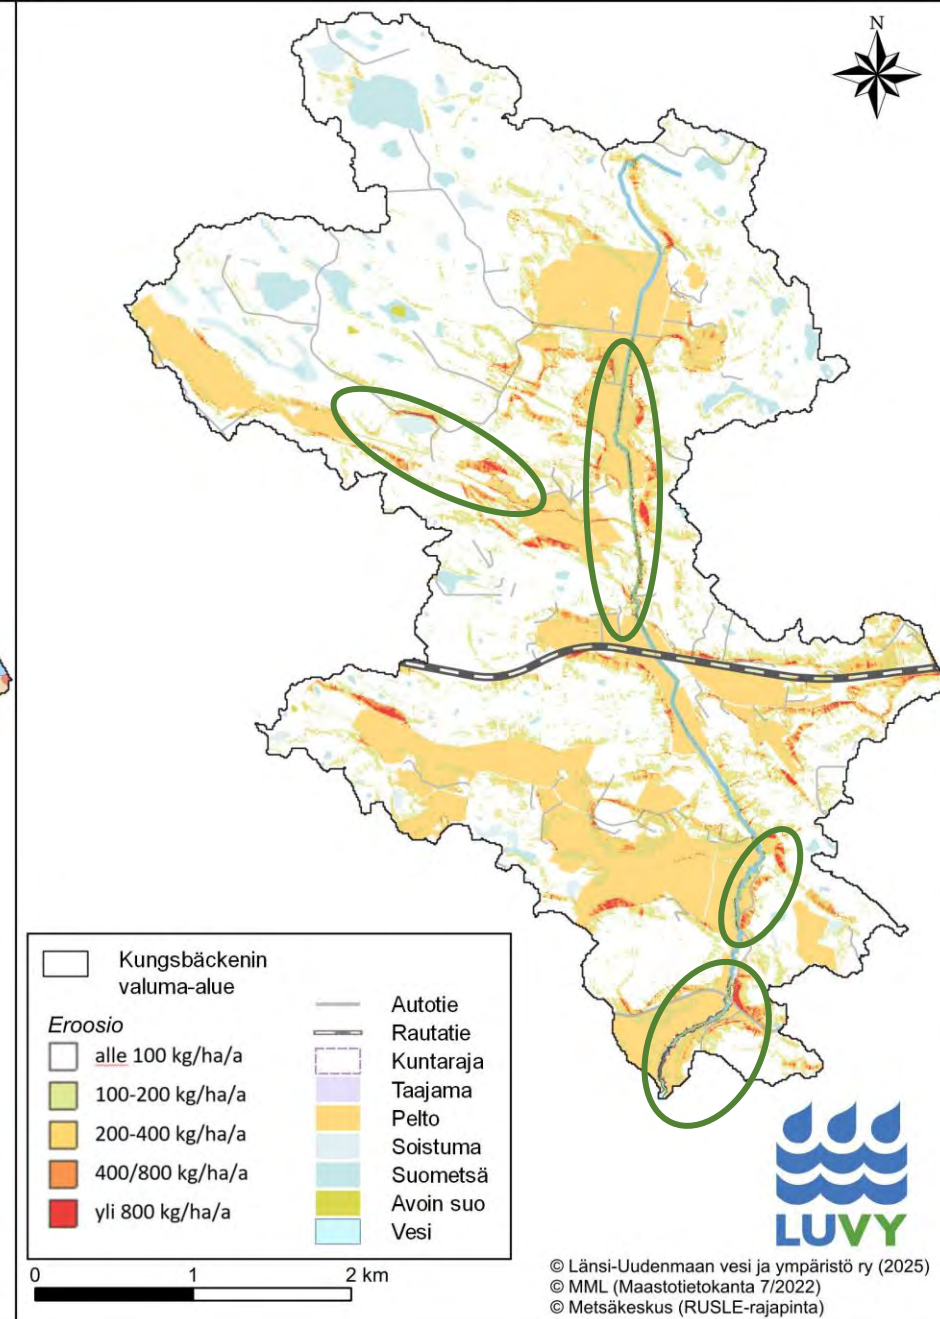 N
Kungsbäckenin
valuma-alue
Eroosio
alle 100 kg/ha/a
100-200 kg/ha/a
200-400 kg/ha/a
400/800 kg/ha/a
yli 800 kg/ha/a
Autotie
Rautatie
Kuntaraja
Taajama
Pelto
Soistuma
Suometsä
Avoin suo
Vesi
0 1 2 km
LUVY
© Länsi-Uudenmaan vesi ja ympäristö ry (2025)
© MML (Maastotietokanta 7/2022)
© Metsäkeskus (RUSLE-rajapinta)